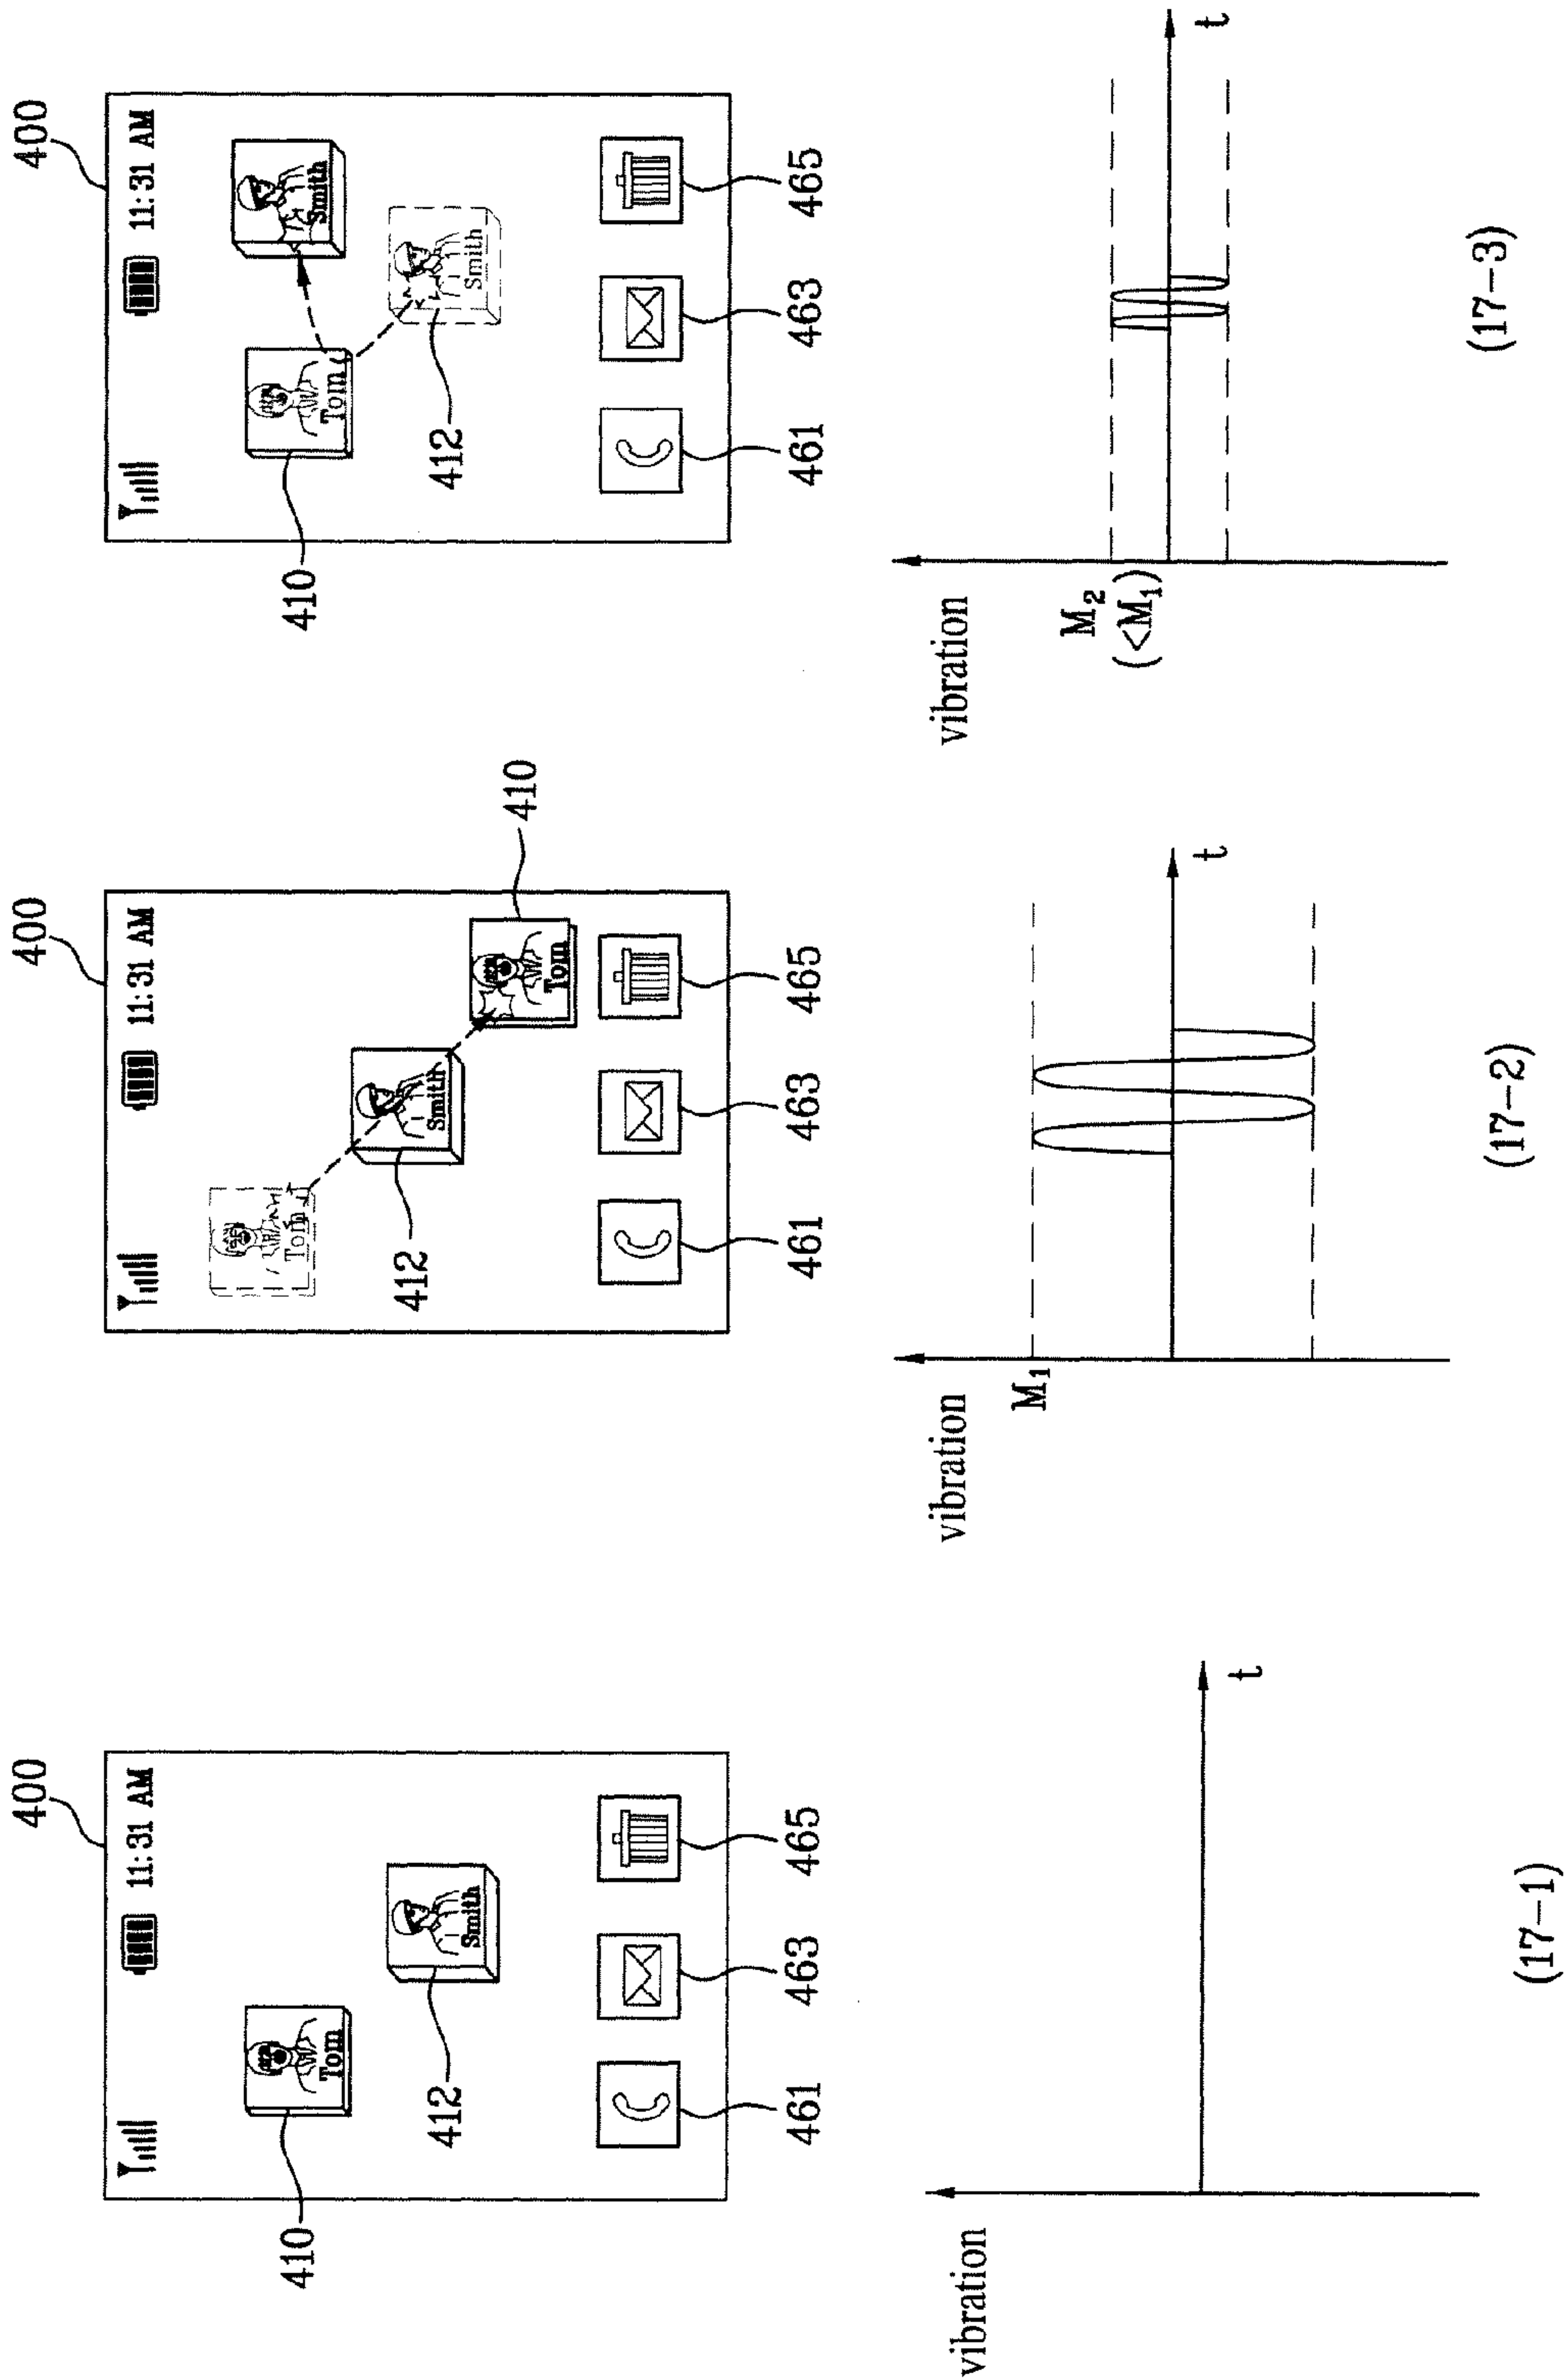 400
11:31 AM
Tom
410
Smith
412
461
463
465
vibration
t
(17-1)
400
11:31 AM
Tom
Smith
412
Tom
410
461
463
465
vibration
M₁
t
(17-2)
400
11:31 AM
Tom
410
Smith
Smith
412
461
463
465
vibration
M₂
(<M₁)
t
(17-3)